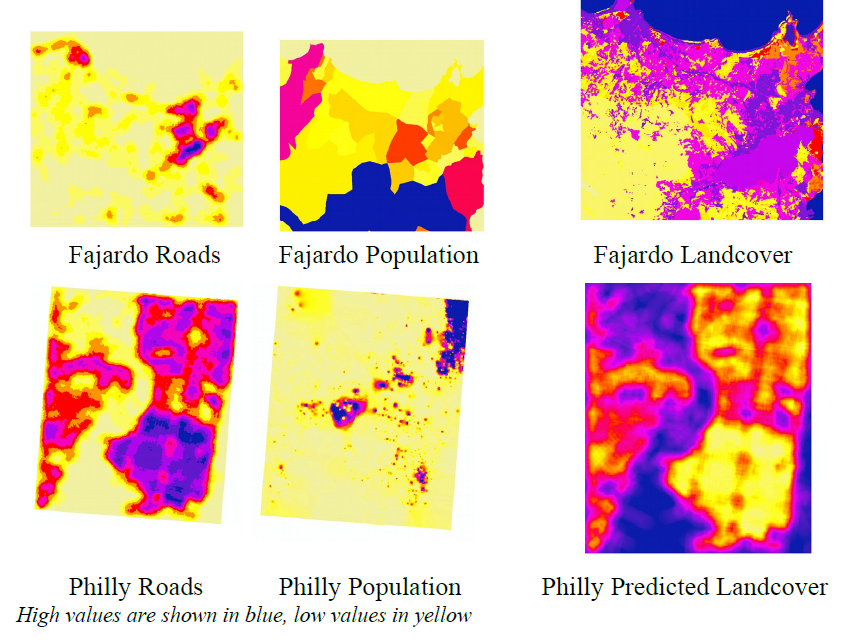 Fajardo Roads
Fajardo Population
Fajardo Landcover
Philly Roads
Philly Population
Philly Predicted Landcover
High values are shown in blue, low values in yellow